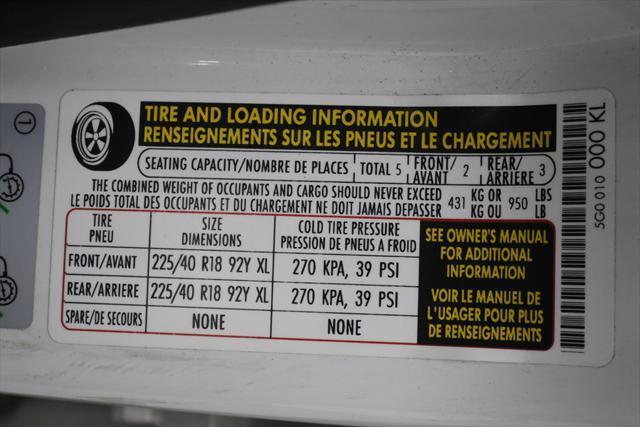 1
TIRE AND LOADING INFORMATION
RENSEIGNEMENTS SUR LES PNEUS ET LE CHARGEMENT
SEATING CAPACITY/NOMBRE DE PLACES TOTAL 5 FRONT/AVANT 2 REAR/ARRIERE 3
THE COMBINED WEIGHT OF OCCUPANTS AND CARGO SHOULD NEVER EXCEED 431 KG OR 950 LBS
LE POIDS TOTAL DES OCCUPANTS ET DU CHARGEMENT NE DOIT JAMAIS DEPASSER KG OU LB
TIRE PNEU SIZE DIMENSIONS COLD TIRE PRESSURE PRESSION DE PNEUS A FROID
FRONT/AVANT 225/40 R18 92Y XL 270 KPA, 39 PSI
REAR/ARRIERE 225/40 R18 92Y XL 270 KPA, 39 PSI
SPARE/DE SECOURS NONE NONE
SEE OWNER'S MANUAL
FOR ADDITIONAL
INFORMATION
VOIR LE MANUEL DE
L'USAGER POUR PLUS
DE RENSEIGNEMENTS
5G0 010 000 KL